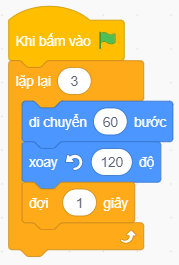 Khi bấm vào
lặp lại 3
di chuyển 60 bước
xoay 120 độ
đợi 1 giây